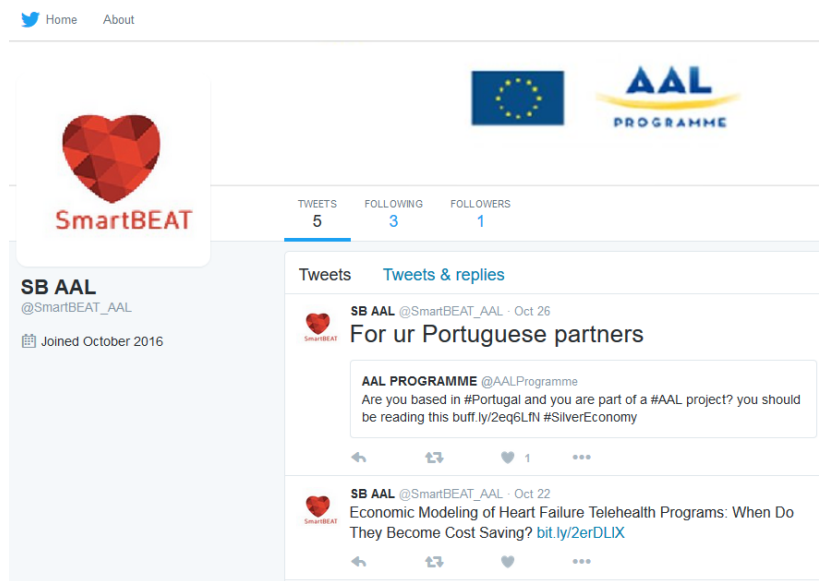 Home About
AAL
PROGRAMME
SmartBEAT
TWEETS FOLLOWING FOLLOWERS
5 3 1
SB AAL
@SmartBEAT_AAL
Joined October 2016
Tweets Tweets & replies
SmartBEAT
SB AAL @SmartBEAT_AAL · Oct 26
For ur Portuguese partners
AAL PROGRAMME @AALProgramme
Are you based in #Portugal and you are part of a #AAL project? you should
be reading this buff.ly/2eq6LfN #SilverEconomy
1
SmartBEAT
SB AAL @SmartBEAT_AAL · Oct 22
Economic Modeling of Heart Failure Telehealth Programs: When Do
They Become Cost Saving? bit.ly/2erDLIX